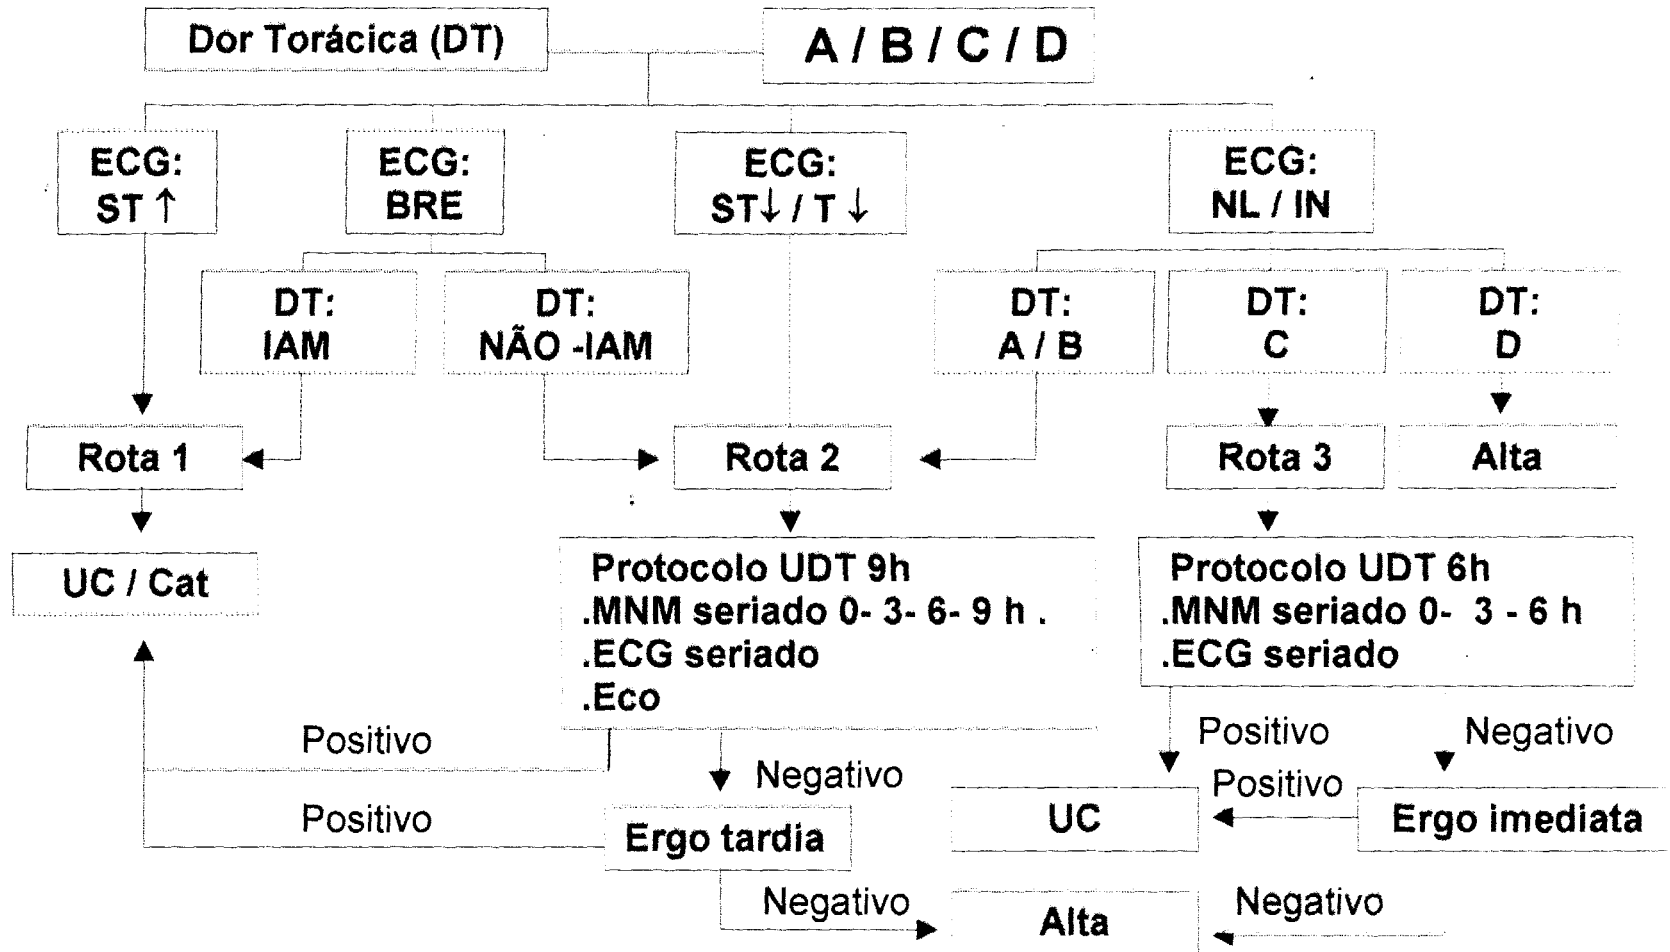 Dor Torácica (DT)
A / B / C / D
ECG:
ST ↑
ECG:
BRE
ECG:
ST↓ / T ↓
ECG:
NL / IN
DT:
IAM
DT:
NÃO -IAM
DT:
A / B
DT:
C
DT:
D
Rota 1
Rota 2
Rota 3
Alta
UC / Cat
Protocolo UDT 9h
.MNM seriado 0- 3- 6- 9 h .
.ECG seriado
.Eco
Protocolo UDT 6h
.MNM seriado 0- 3 - 6 h
.ECG seriado
Positivo
Negativo
Positivo
Negativo
Positivo
Positivo
Ergo tardia
UC
Ergo imediata
Negativo
Alta
Negativo